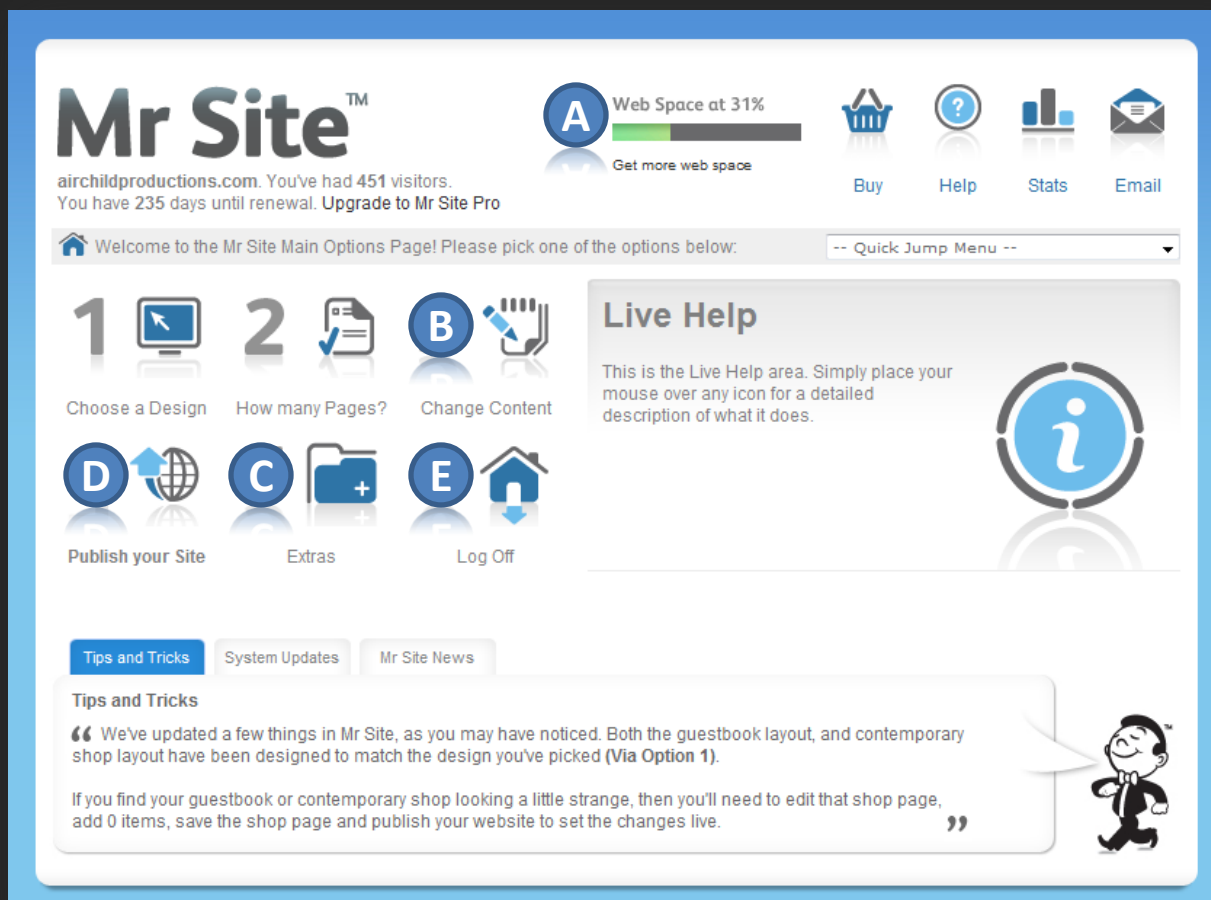 Mr Site™
airchildproductions.com. You've had 451 visitors.
You have 235 days until renewal. Upgrade to Mr Site Pro
A
Web Space at 31%
Get more web space
Buy
Help
Stats
Email
Welcome to the Mr Site Main Options Page! Please pick one of the options below:
-- Quick Jump Menu --
1
2
B
Choose a Design
How many Pages?
Change Content
D
C
E
Publish your Site
Extras
Log Off
Live Help
This is the Live Help area. Simply place your
mouse over any icon for a detailed
description of what it does.
Tips and Tricks
System Updates
Mr Site News
Tips and Tricks
“ We've updated a few things in Mr Site, as you may have noticed. Both the guestbook layout, and contemporary
shop layout have been designed to match the design you've picked (Via Option 1).
If you find your guestbook or contemporary shop looking a little strange, then you'll need to edit that shop page,
add 0 items, save the shop page and publish your website to set the changes live. ”